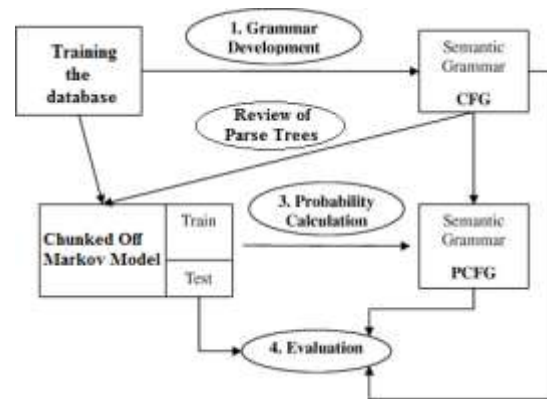 1. Grammar
Development
Training
the
database
Semantic
Grammar
CFG
Review of
Parse Trees
3. Probability
Calculation
Chunked Off
Markov Model
Train
Test
Semantic
Grammar
PCFG
4. Evaluation